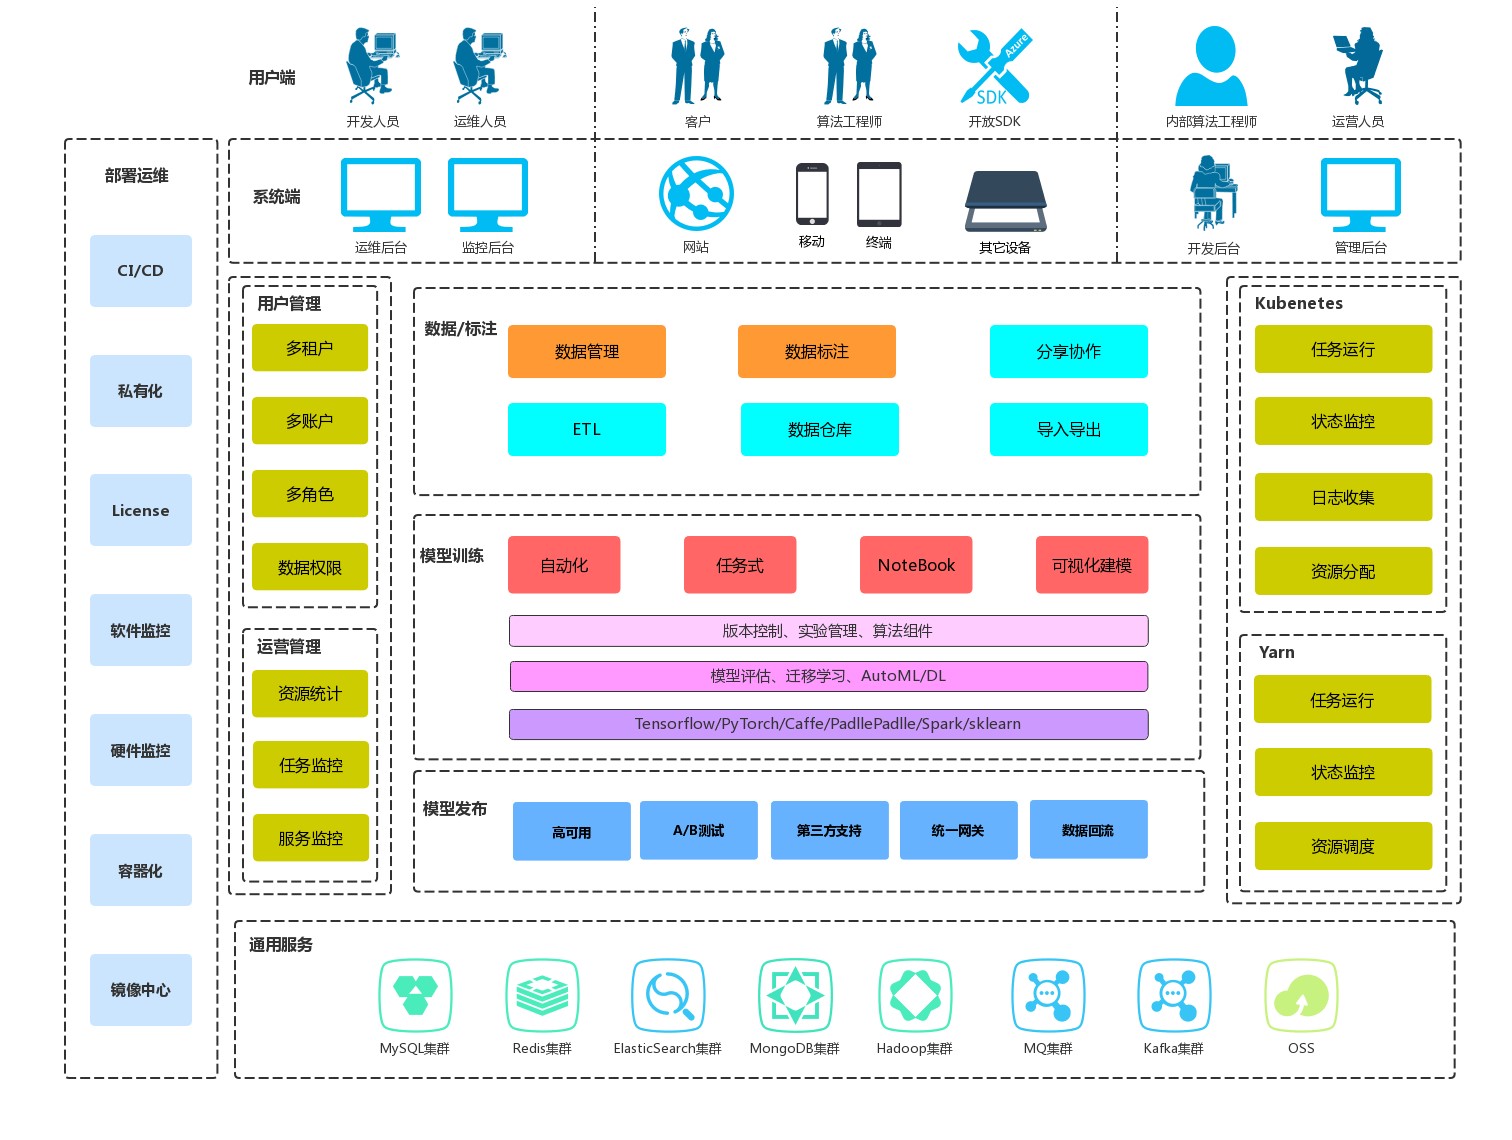 用户端
开发人员
运维人员
客户
算法工程师
Azure
SDK
开放SDK
内部算法工程师
运营人员
部署运维
CI/CD
私有化
License
软件监控
硬件监控
容器化
镜像中心
系统端
运维后台
监控后台
网站
移动
终端
其它设备
开发后台
管理后台
用户管理
多租户
多账户
多角色
数据权限
运营管理
资源统计
任务监控
服务监控
数据/标注
数据管理
数据标注
分享协作
ETL
数据仓库
导入导出
模型训练
自动化
任务式
NoteBook
可视化建模
版本控制、实验管理、算法组件
模型评估、迁移学习、AutoML/DL
Tensorflow/PyTorch/Caffe/PadllePadlle/Spark/sklearn
模型发布
高可用
A/B测试
第三方支持
统一网关
数据回流
Kubenetes
任务运行
状态监控
日志收集
资源分配
Yarn
任务运行
状态监控
资源调度
通用服务
MySQL集群
Redis集群
ElasticSearch集群
MongoDB集群
Hadoop集群
MQ集群
Kafka集群
OSS